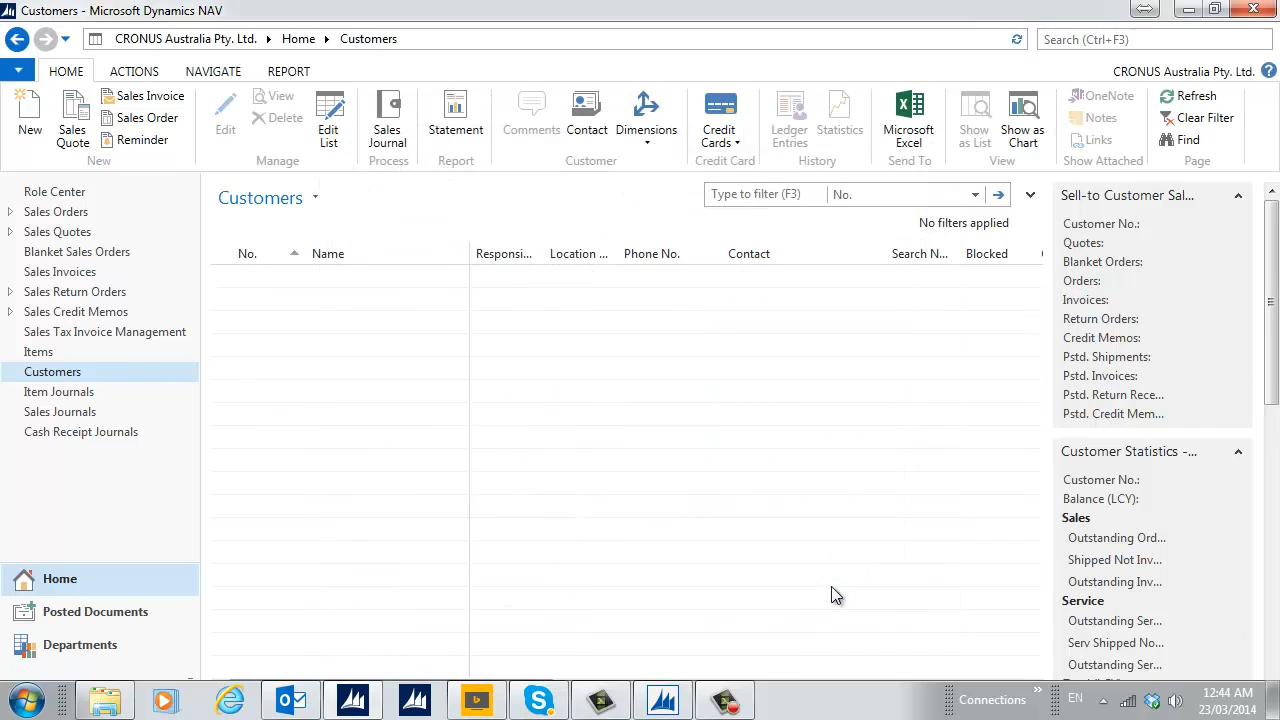 Customers - Microsoft Dynamics NAV
CRONUS Australia Pty. Ltd. Home Customers
Search (Ctrl+F3)
HOME ACTIONS NAVIGATE REPORT
CRONUS Australia Pty. Ltd.
New
Sales Quote
Sales Invoice
Sales Order
Reminder
New
Edit
View
Delete
Edit List
Manage
Sales Journal
Process
Statement
Report
Comments
Contact
Dimensions
Customer
Credit Cards
Credit Card
Ledger Entries
Statistics
History
Microsoft Excel
Send To
Show as List
Show as Chart
View
OneNote
Notes
Links
Show Attached
Refresh
Clear Filter
Find
Page
Role Center
Sales Orders
Sales Quotes
Blanket Sales Orders
Sales Invoices
Sales Return Orders
Sales Credit Memos
Sales Tax Invoice Management
Items
Customers
Item Journals
Sales Journals
Cash Receipt Journals
Home
Posted Documents
Departments
Customers
Type to filter (F3) No.
No filters applied
No. Name Responsi... Location ... Phone No. Contact Search N... Blocked
Sell-to Customer Sal...
Customer No.:
Quotes:
Blanket Orders:
Orders:
Invoices:
Return Orders:
Credit Memos:
Pstd. Shipments:
Pstd. Invoices:
Pstd. Return Rece...
Pstd. Credit Mem...
Customer Statistics -...
Customer No.:
Balance (LCY):
Sales
Outstanding Ord...
Shipped Not Inv...
Outstanding Inv...
Service
Outstanding Ser...
Serv Shipped No...
Outstanding Ser...
Connections
EN
12:44 AM
23/03/2014